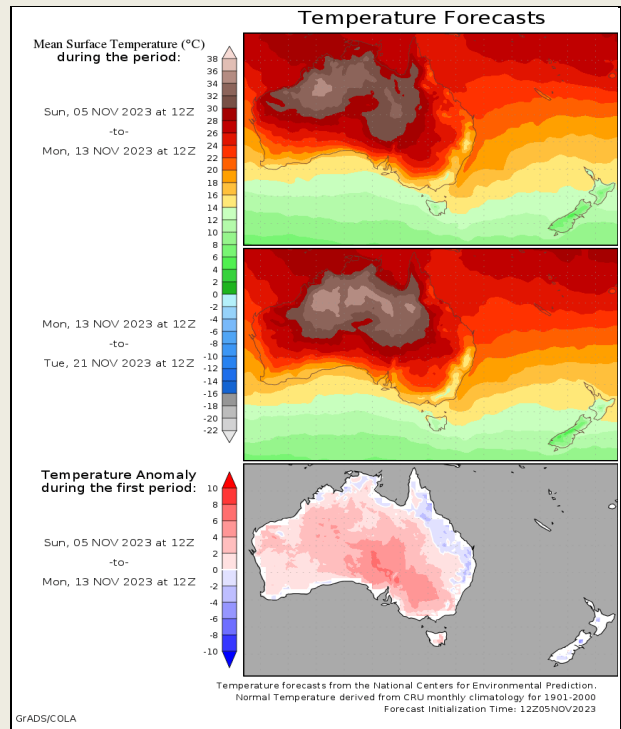 Temperature Forecasts
Mean Surface Temperature (°C)
during the period:
Sun, 05 NOV 2023 at 12Z
-to-
Mon, 13 NOV 2023 at 12Z
38
36
34
32
30
28
26
24
22
20
18
16
14
12
10
8
6
4
2
0
-2
-4
-6
-8
-10
-12
-14
-16
-18
-20
-22
Mon, 13 NOV 2023 at 12Z
-to-
Tue, 21 NOV 2023 at 12Z
Temperature Anomaly
during the first period:
Sun, 05 NOV 2023 at 12Z
-to-
Mon, 13 NOV 2023 at 12Z
10
8
6
4
2
0
-2
-4
-6
-8
-10
Temperature forecasts from the National Centers for Environmental Prediction.
Normal Temperature derived from CRU monthly climatology for 1901-2000
Forecast Initialization Time: 12Z05NOV2023
GrADS/COLA